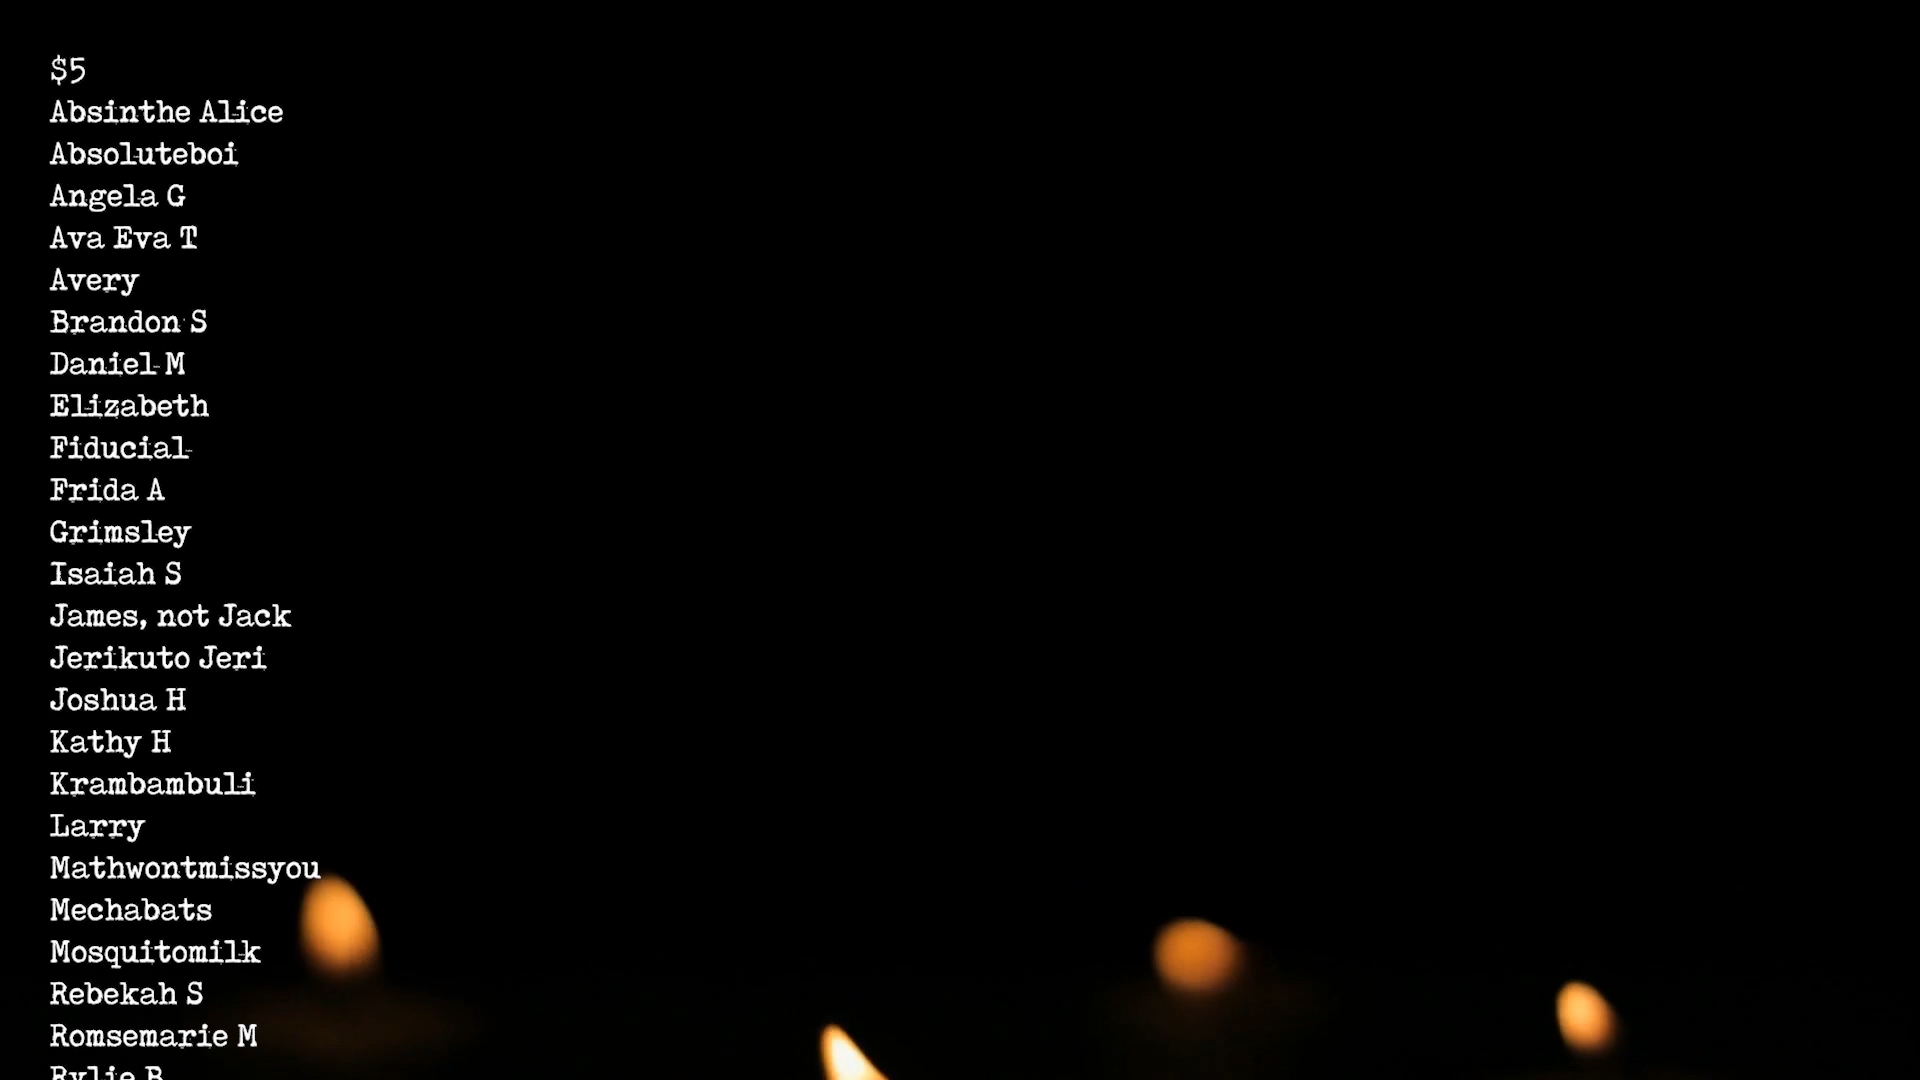 $5
Absinthe Alice
Absoluteboi
Angela G
Ava Eva T
Avery
Brandon S
Daniel M
Elizabeth
Fiducial
Frida A
Grimsley
Isaiah S
James, not Jack
Jerikuto Jeri
Joshua H
Kathy H
Krambambuli
Larry
Mathwontmissyou
Mechabats
Mosquitomilk
Rebekah S
Romsemarie M
Rylie B